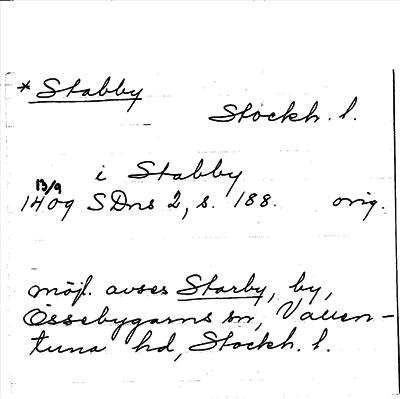 * Stabby
Stockh. l.
i Stabby
13/9
1409 SDns 2, s. 188. orig.
möjl. avses Starby, by,
Össebygarns sn, Vallen-
tuna hd, Stockh. l.